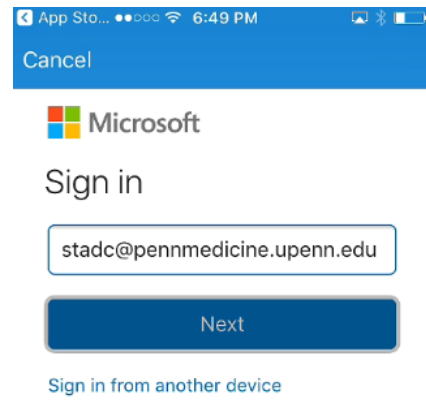 App Sto... 6:49 PM
Cancel
Microsoft
Sign in
stadc@pennmedicine.upenn.edu
Next
Sign in from another device